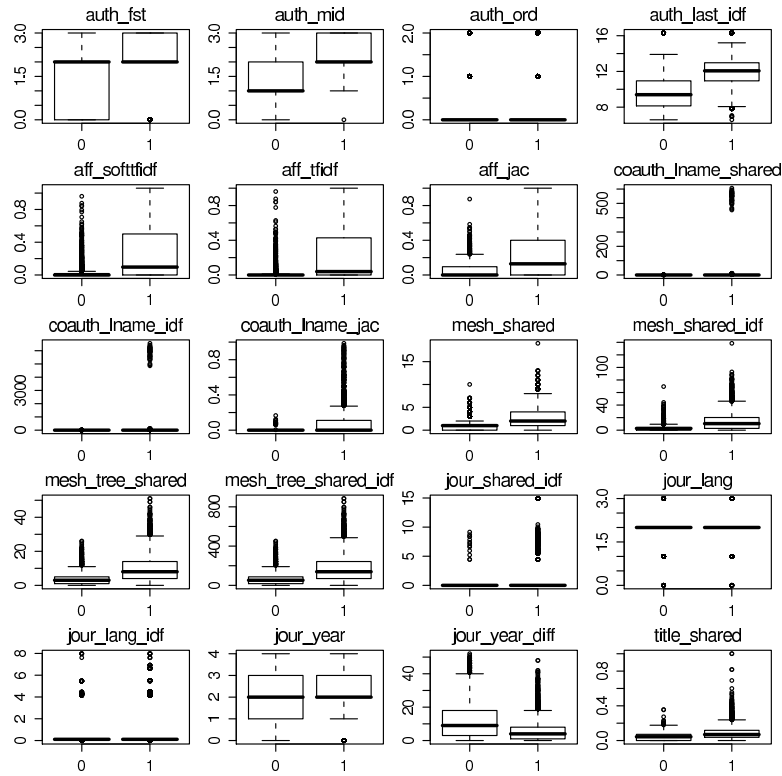 auth_fst auth_mid auth_ord auth_last_idf
0.0 1.5 3.0 0.0 1.5 3.0 0.0 1.0 2.0 8 12 16
0 1 0 1 0 1 0 1
aff_softtfidf aff_tfidf aff_jac coauth_lname_shared
0.0 0.4 0.8 0.0 0.4 0.8 0.0 0.4 0.8 0 200 500
0 1 0 1 0 1 0 1
coauth_lname_idf coauth_lname_jac mesh_shared mesh_shared_idf
0 3000 0.0 0.4 0.8 0 5 15 0 40 100
0 1 0 1 0 1 0 1
mesh_tree_shared mesh_tree_shared_idf jour_shared_idf jour_lang
0 20 40 0 400 800 0 5 10 15 0.0 1.5 3.0
0 1 0 1 0 1 0 1
jour_lang_idf jour_year jour_year_diff title_shared
0 2 4 6 8 0 1 2 3 4 0 20 40 0.0 0.4 0.8
0 1 0 1 0 1 0 1